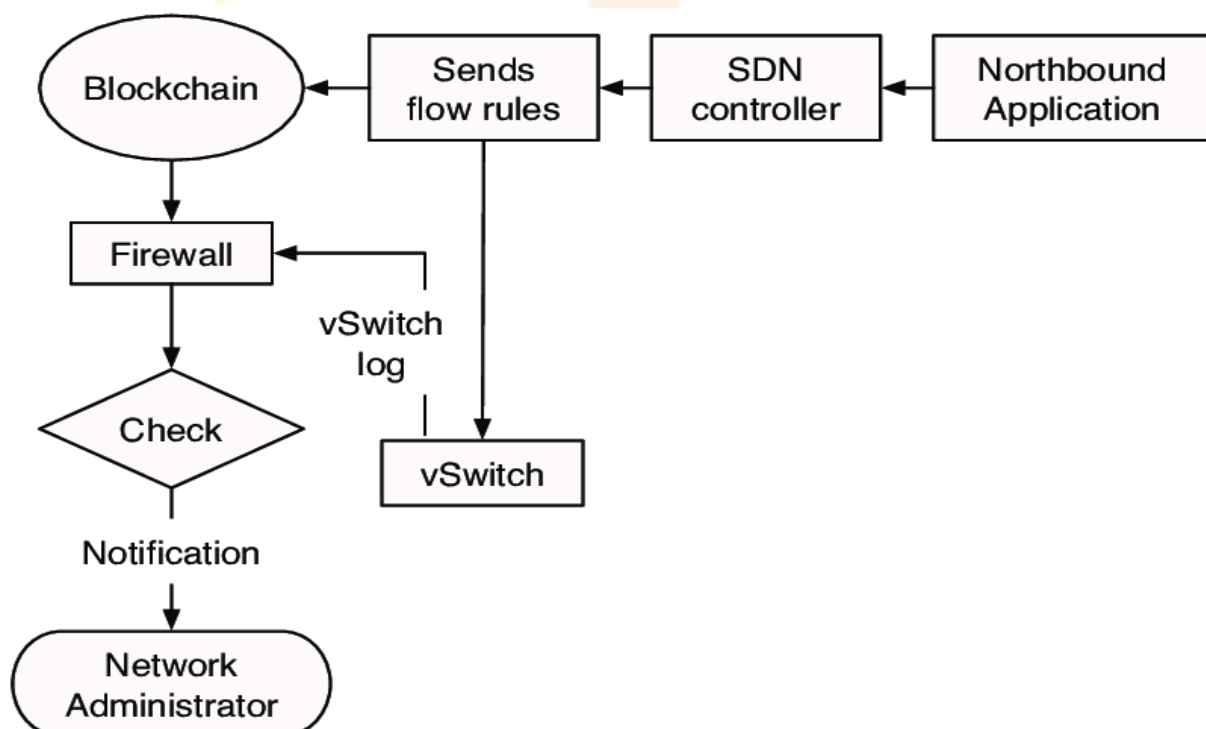 Blockchain
Sends
flow rules
SDN
controller
Northbound
Application
Firewall
vSwitch
log
Check
vSwitch
Notification
Network
Administrator